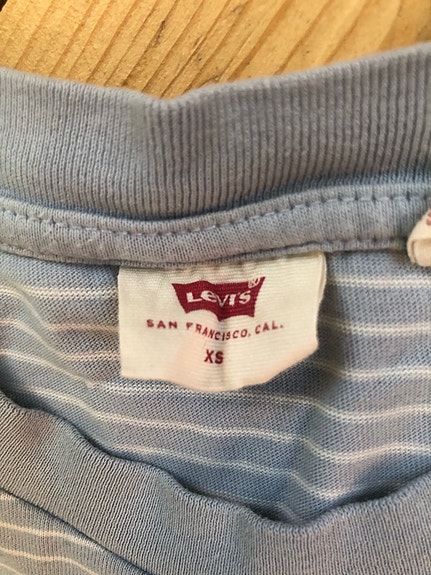 Levi's
SAN FRANCISCO, CAL.
XS